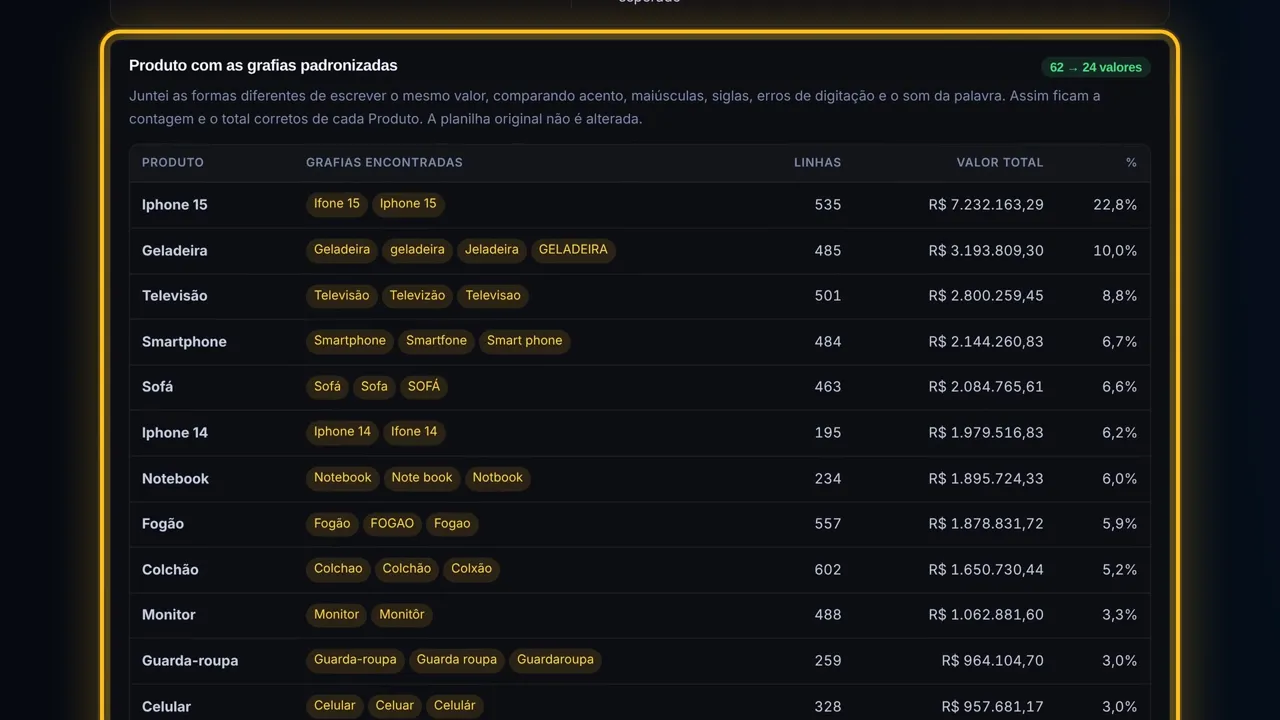 Produto com as grafias padronizadas
62 → 24 valores
Juntei as formas diferentes de escrever o mesmo valor, comparando acento, maiúsculas, siglas, erros de digitação e o som da palavra. Assim ficam a
contagem e o total corretos de cada Produto. A planilha original não é alterada.
PRODUTO GRAFIAS ENCONTRADAS LINHAS VALOR TOTAL %
Iphone 15 Ifone 15 Iphone 15 535 R$ 7.232.163,29 22,8%
Geladeira Geladeira geladeira Jeladeira GELADEIRA 485 R$ 3.193.809,30 10,0%
Televisão Televisão Televizão Televisao 501 R$ 2.800.259,45 8,8%
Smartphone Smartphone Smartfone Smart phone 484 R$ 2.144.260,83 6,7%
Sofá Sofá Sofa SOFÁ 463 R$ 2.084.765,61 6,6%
Iphone 14 Iphone 14 Ifone 14 195 R$ 1.979.516,83 6,2%
Notebook Notebook Note book Notbook 234 R$ 1.895.724,33 6,0%
Fogão Fogão FOGAO Fogao 557 R$ 1.878.831,72 5,9%
Colchão Colchao Colchão Colxão 602 R$ 1.650.730,44 5,2%
Monitor Monitor Monitôr 488 R$ 1.062.881,60 3,3%
Guarda-roupa Guarda-roupa Guarda roupa Guardaroupa 259 R$ 964.104,70 3,0%
Celular Celular Celuar Celulár 328 R$ 957.681,17 3,0%